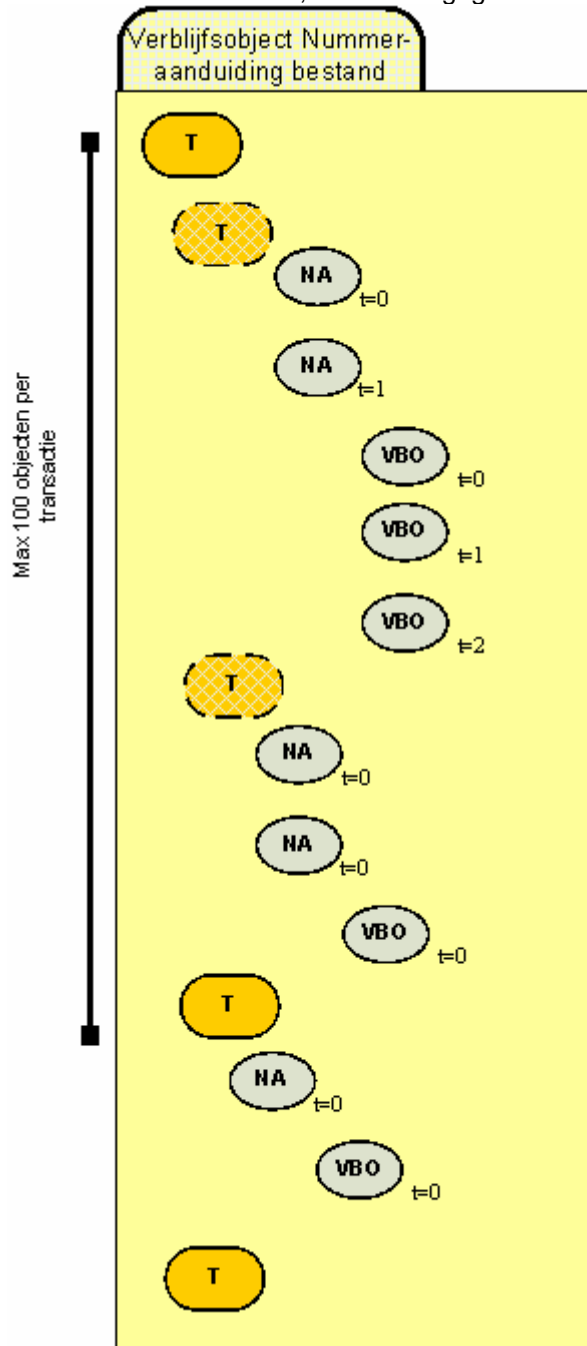 Verblijfsobject Nummer-
aanduiding bestand
T
T
NA
t=0
NA
t=1
VBO
t=0
VBO
t=1
VBO
t=2
T
NA
t=0
NA
t=0
VBO
t=0
T
NA
t=0
VBO
t=0
T
Max 100 objecten per
transactie